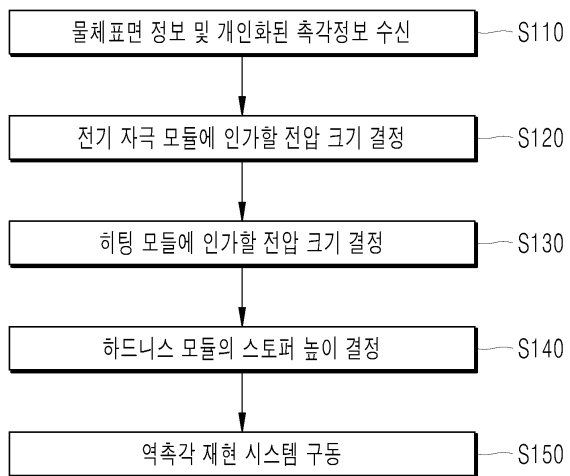 물체표면 정보 및 개인화된 촉각정보 수신 S110
전기 자극 모듈에 인가할 전압 크기 결정 S120
히팅 모듈에 인가할 전압 크기 결정 S130
하드니스 모듈의 스토퍼 높이 결정 S140
역촉각 재현 시스템 구동 S150